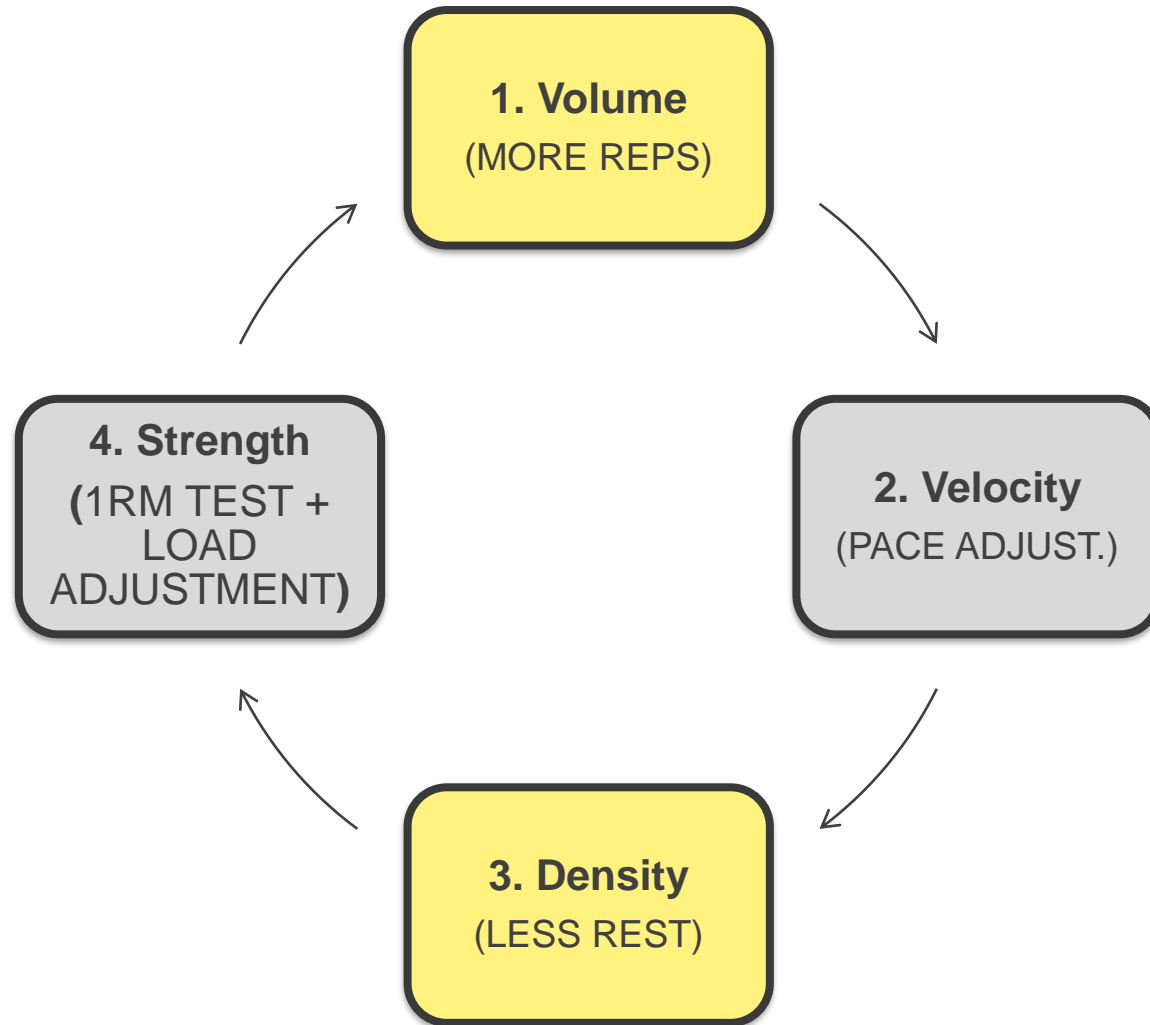 1. Volume
(MORE REPS)
2. Velocity
(PACE ADJUST.)
3. Density
(LESS REST)
4. Strength
(1RM TEST +
LOAD
ADJUSTMENT)